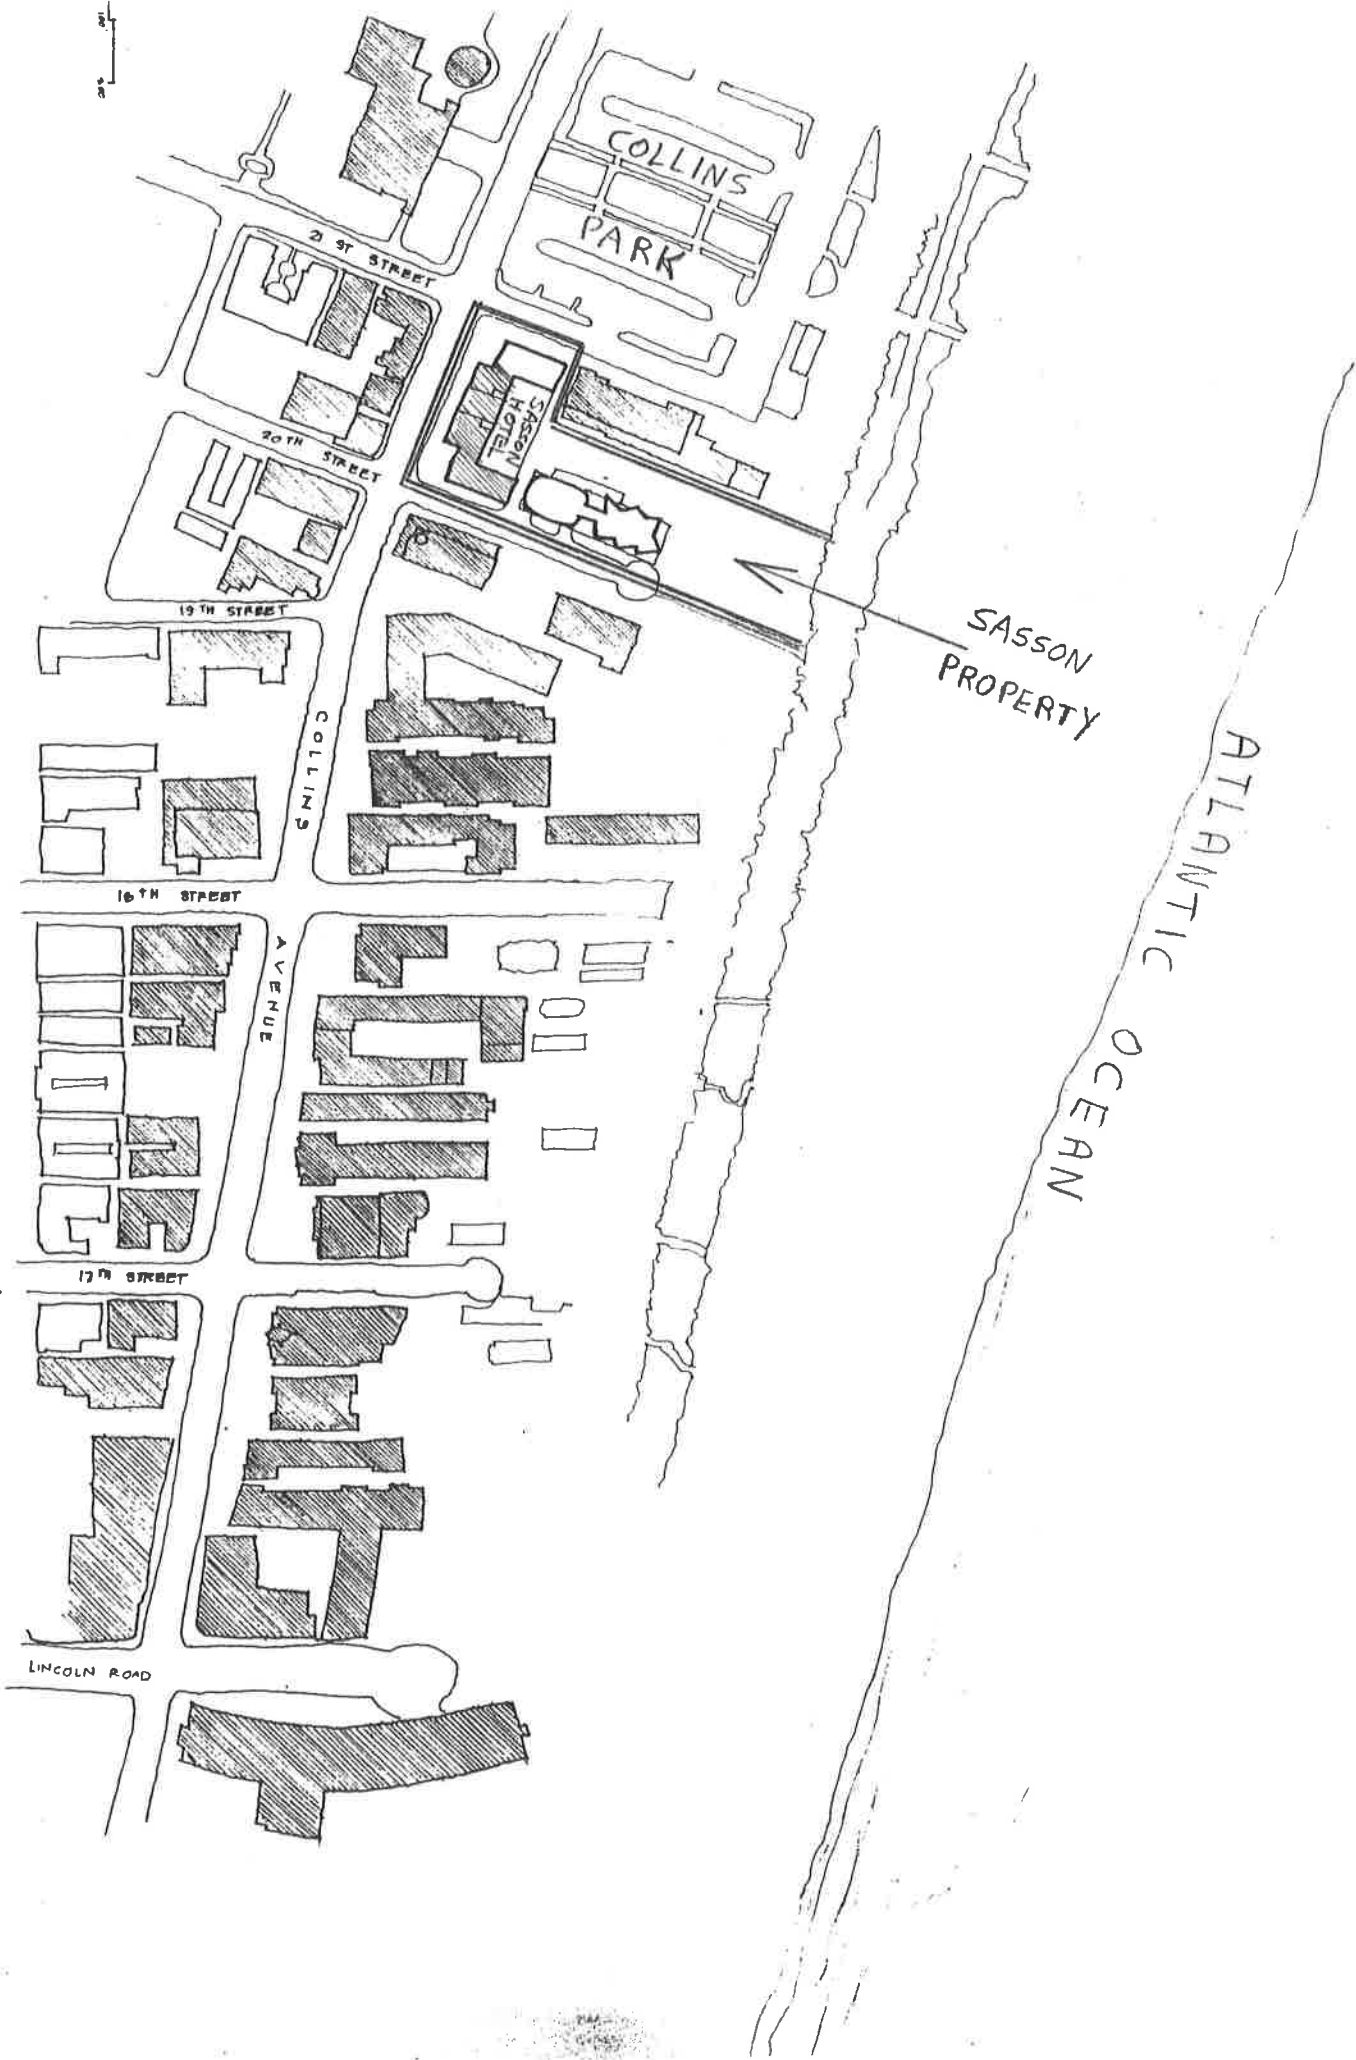 COLLINS
PARK
21 ST STREET
SASSON
HOTEL
20TH
STREET
19TH STREET
SASSON
PROPERTY
COLLINS
ATLANTIC OCEAN
18TH STREET
AVENUE
17TH STREET
LINCOLN ROAD